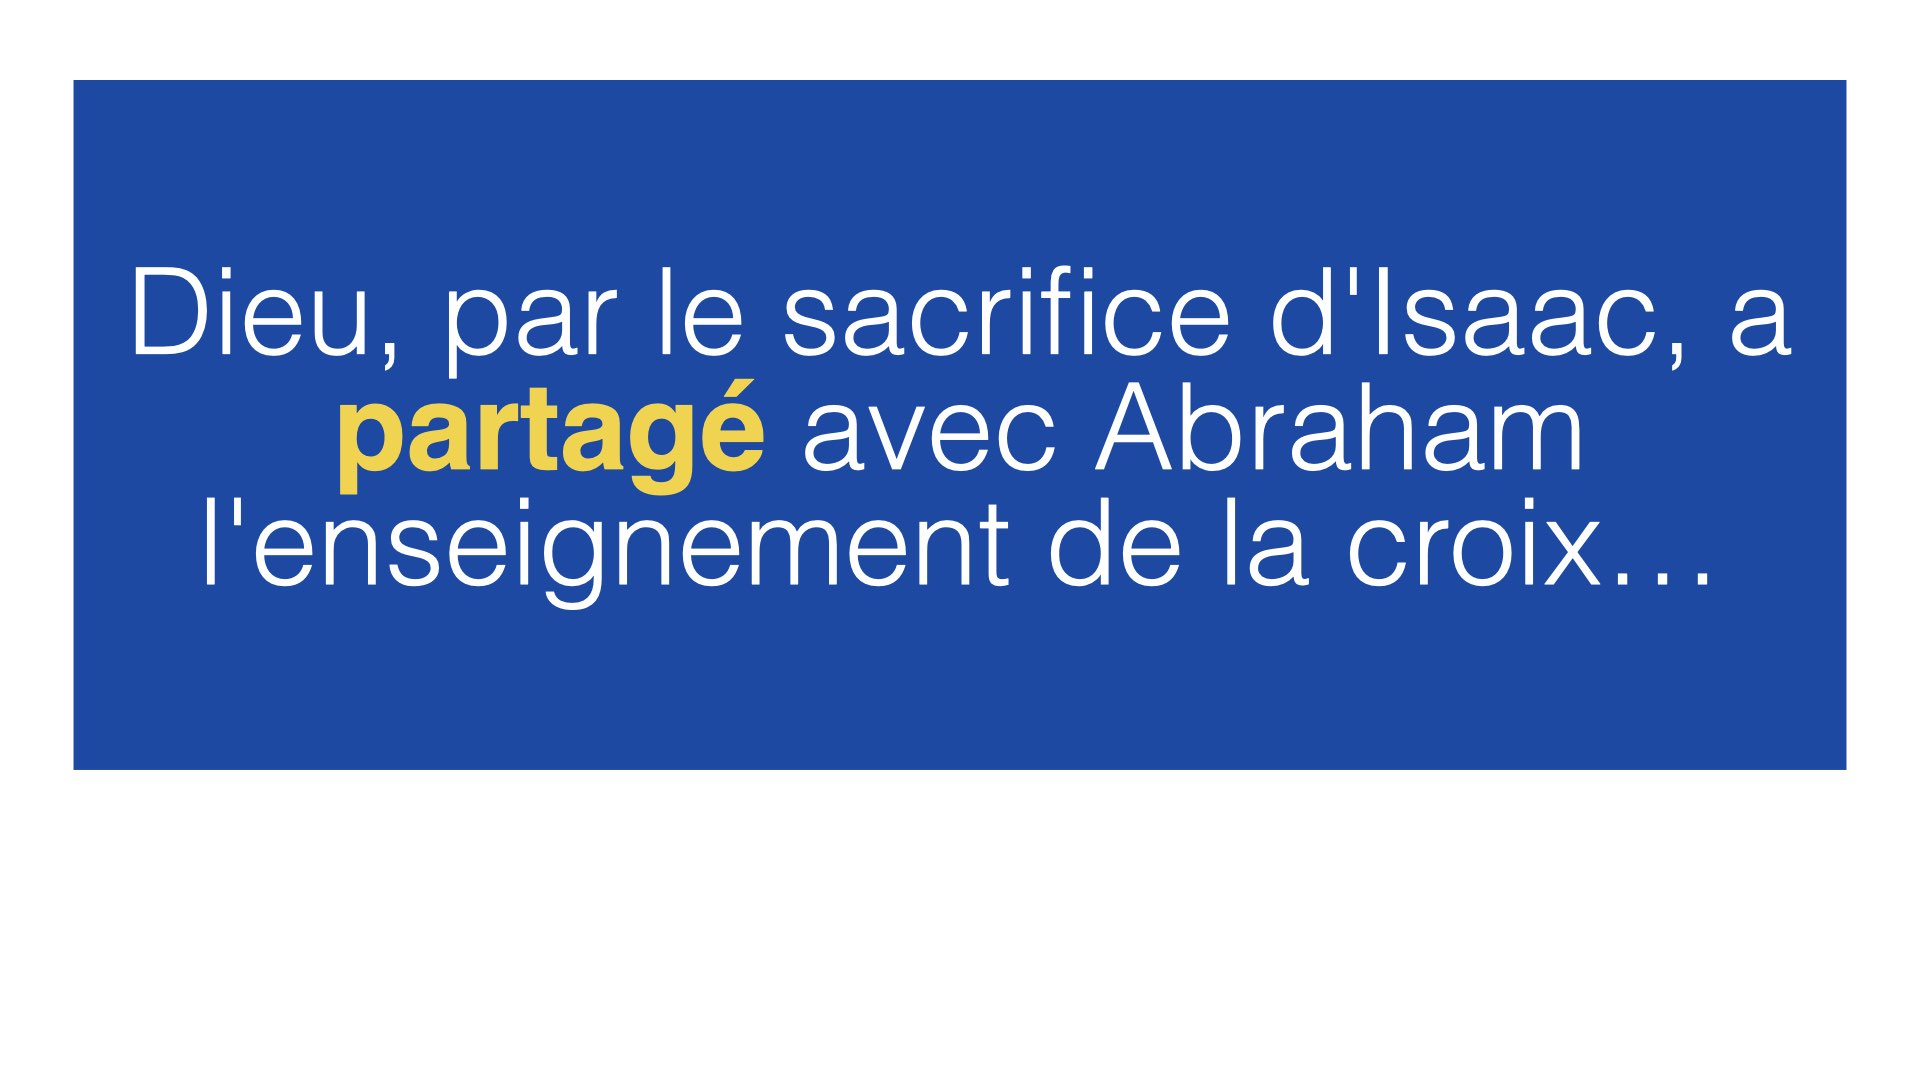 Dieu, par le sacrifice d'Isaac, a
partagé avec Abraham
l'enseignement de la croix…